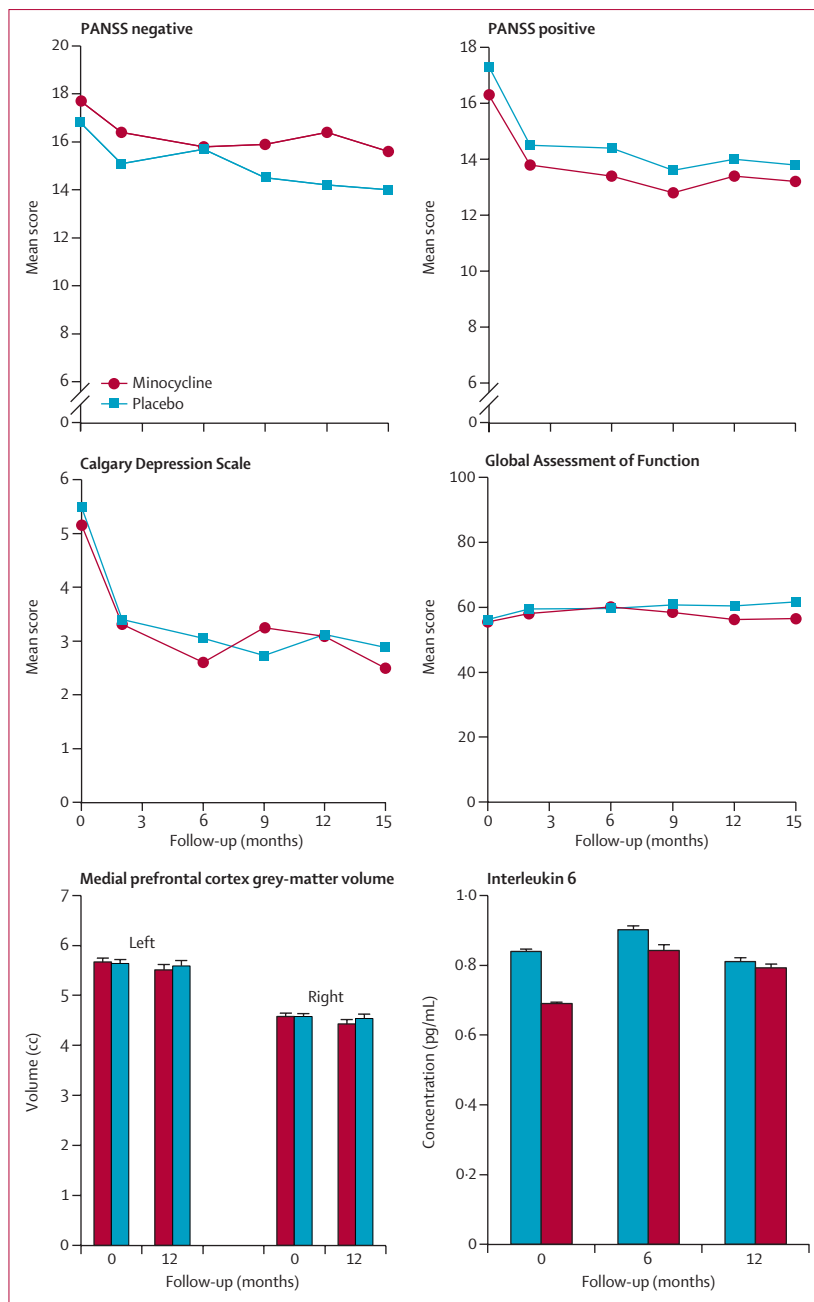 PANSS negative
20
18
16
14
12
10
8
6
0
Mean score
Minocycline
Placebo
PANSS positive
18
16
14
12
10
8
6
0
Mean score
Calgary Depression Scale
6
5
4
3
2
1
0
Mean score
0 3 6 9 12 15
Follow-up (months)
Global Assessment of Function
100
80
60
40
20
0
Mean score
0 3 6 9 12 15
Follow-up (months)
Medial prefrontal cortex grey-matter volume
7
6
5
4
3
2
1
0
Volume (cc)
Left
Right
0 12 0 12
Follow-up (months)
Interleukin 6
1·0
0·8
0·6
0·4
0·2
0
Concentration (pg/mL)
0 6 12
Follow-up (months)